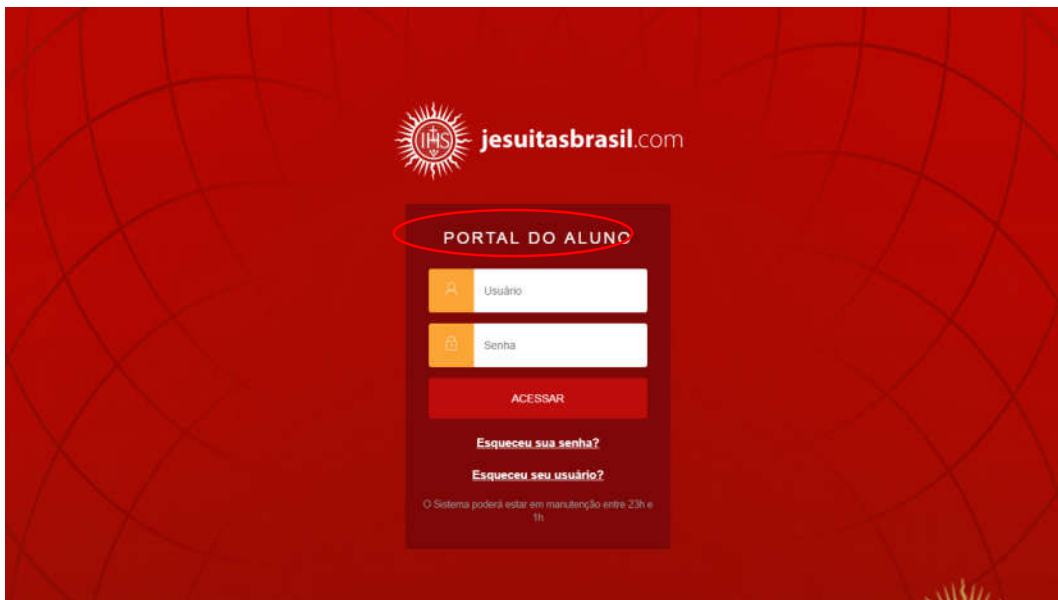 IHS
jesuitasbrasil.com
PORTAL DO ALUNO
Usuário
Senha
ACESSAR
Esqueceu sua senha?
Esqueceu seu usuário?
O Sistema poderá estar em manutenção entre 23h e
1h